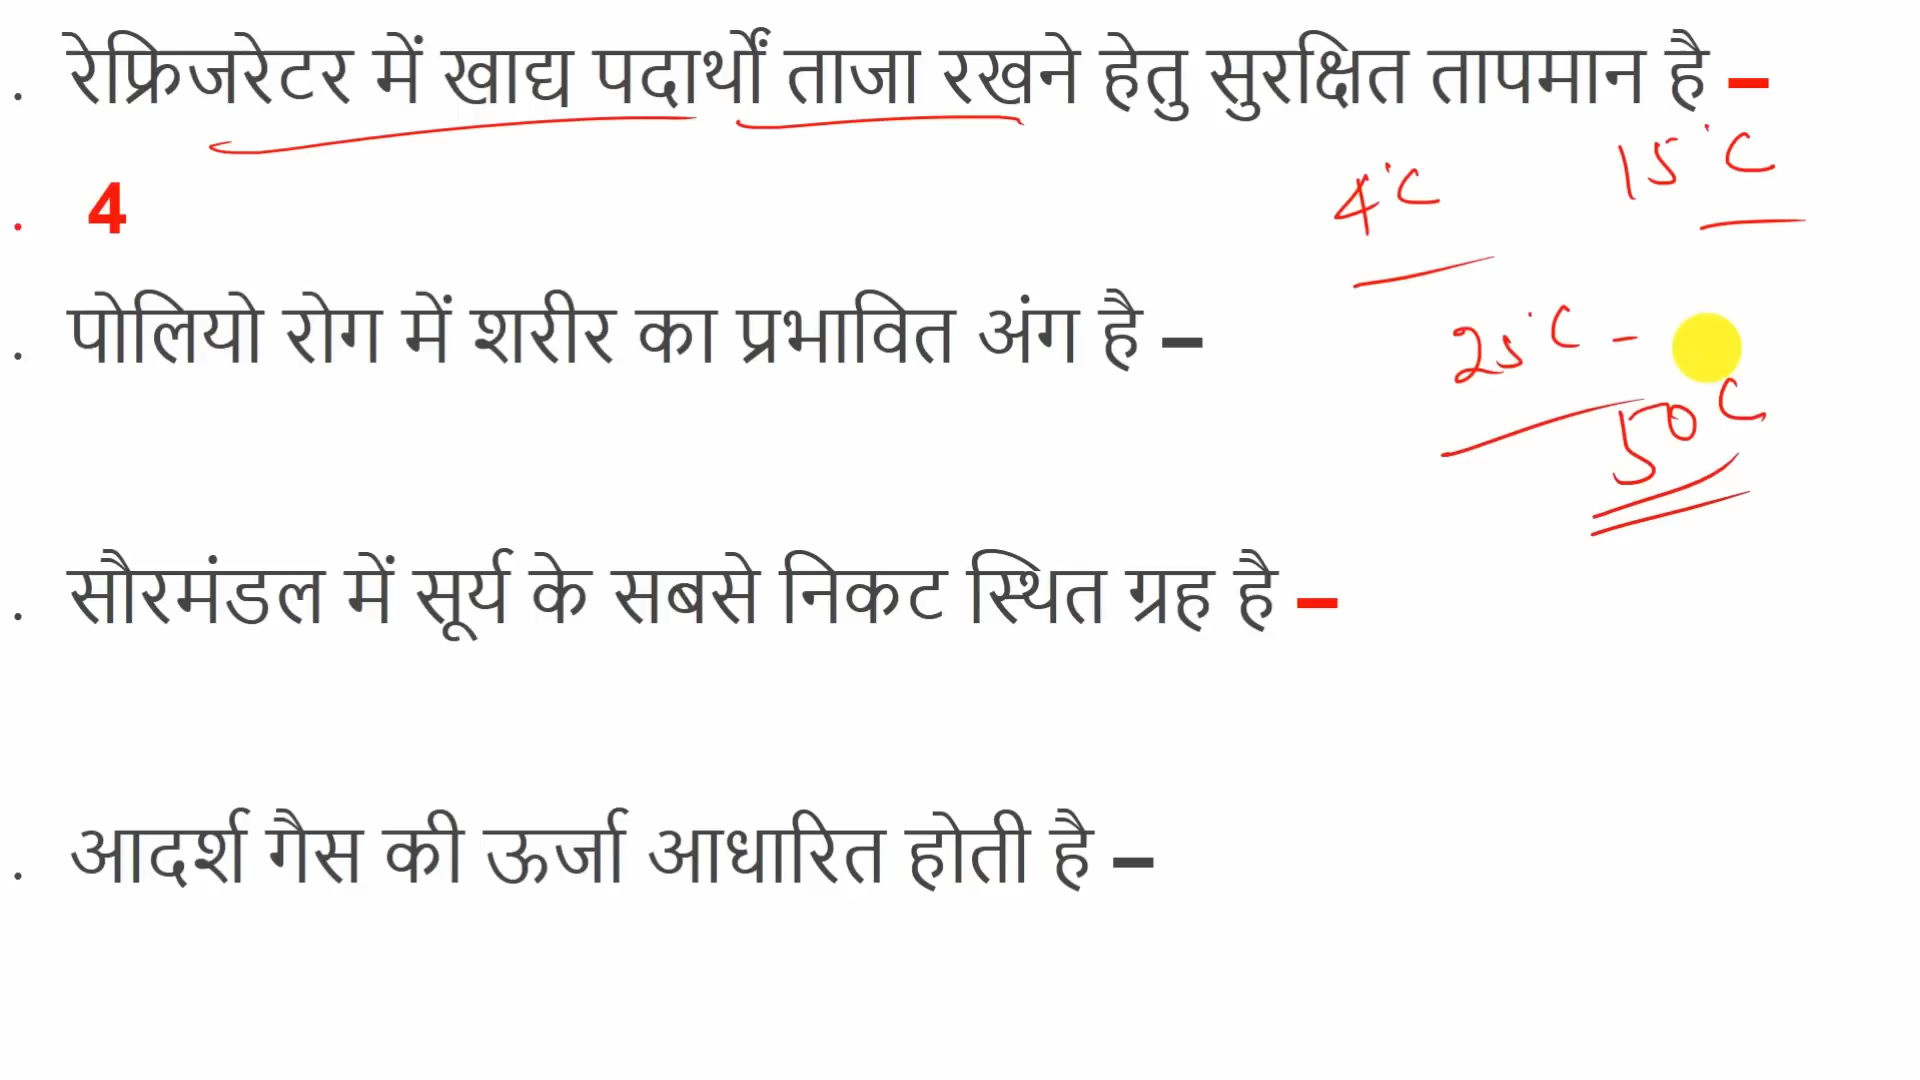 . रेफ्रिजरेटर में खाद्य पदार्थों ताजा रखने हेतु सुरक्षित तापमान है –
. 4
4°C
15°C
. पोलियो रोग में शरीर का प्रभावित अंग है –
25°C -
50°C
. सौरमंडल में सूर्य के सबसे निकट स्थित ग्रह है –
. आदर्श गैस की ऊर्जा आधारित होती है –